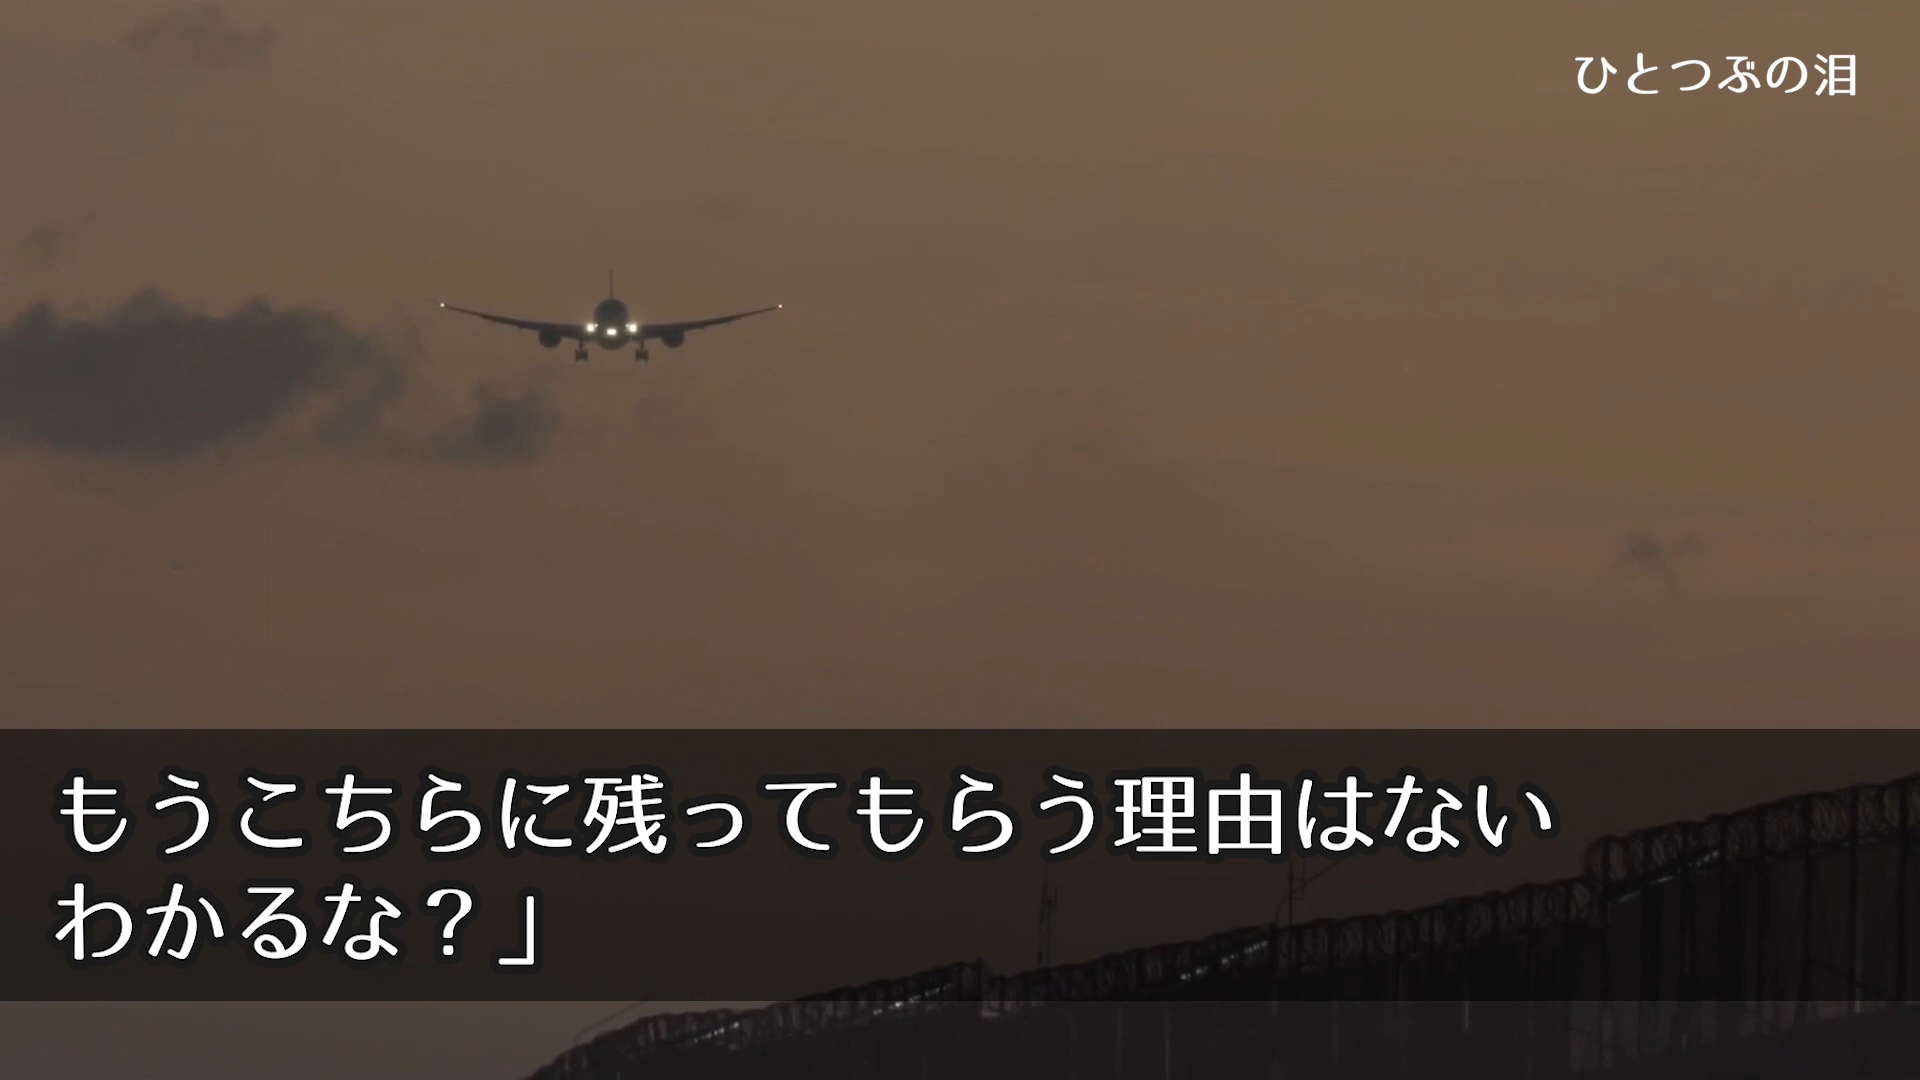 ひとつぶの泪
もうこちらに残ってもらう理由はない
わかるな？」